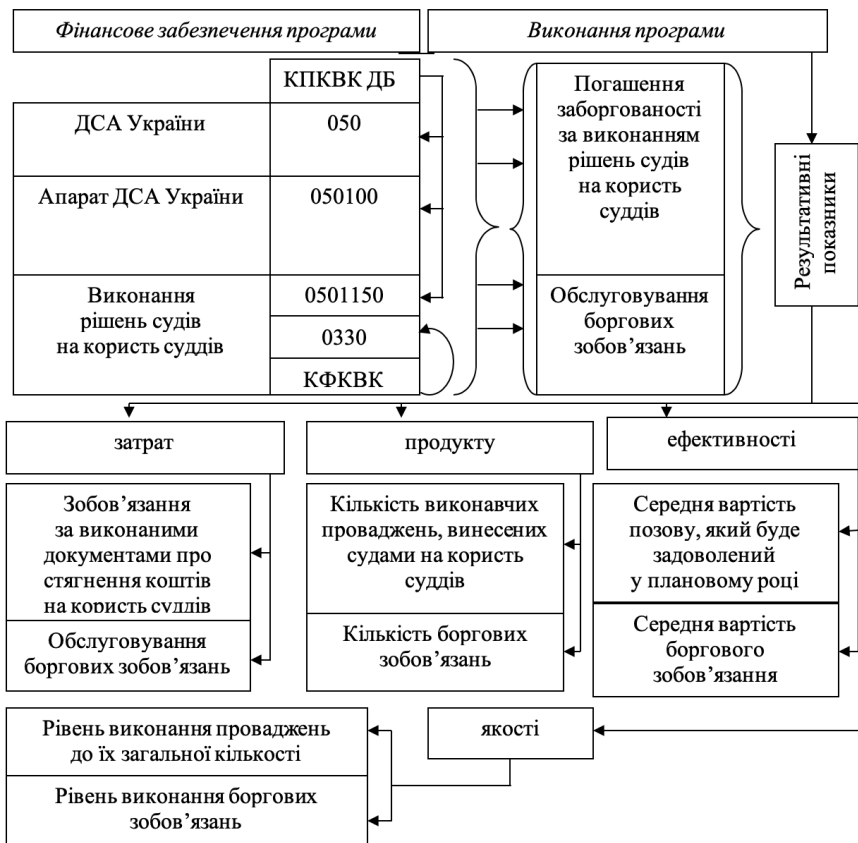 Фінансове забезпечення програми
Виконання програми
КПКВК ДБ
ДСА України
050
Апарат ДСА України
050100
Виконання
рішень судів
на користь суддів
0501150
0330
КФКВК
Погашення
заборгованості
за виконанням
рішень судів
на користь
суддів
Обслуговування
боргових
зобов’язань
Результативні
показники
затрат
продукту
ефективності
Зобов’язання
за виконаними
документами про
стягнення коштів
на користь суддів
Обслуговування
боргових зобов’язань
Кількість виконавчих
проваджень, винесених
судами на користь
суддів
Кількість боргових
зобов’язань
Середня вартість
позову, який буде
задоволений
у плановому році
Середня вартість
боргового
зобов’язання
Рівень виконання проваджень
до їх загальної кількості
Рівень виконання боргових
зобов’язань
якості